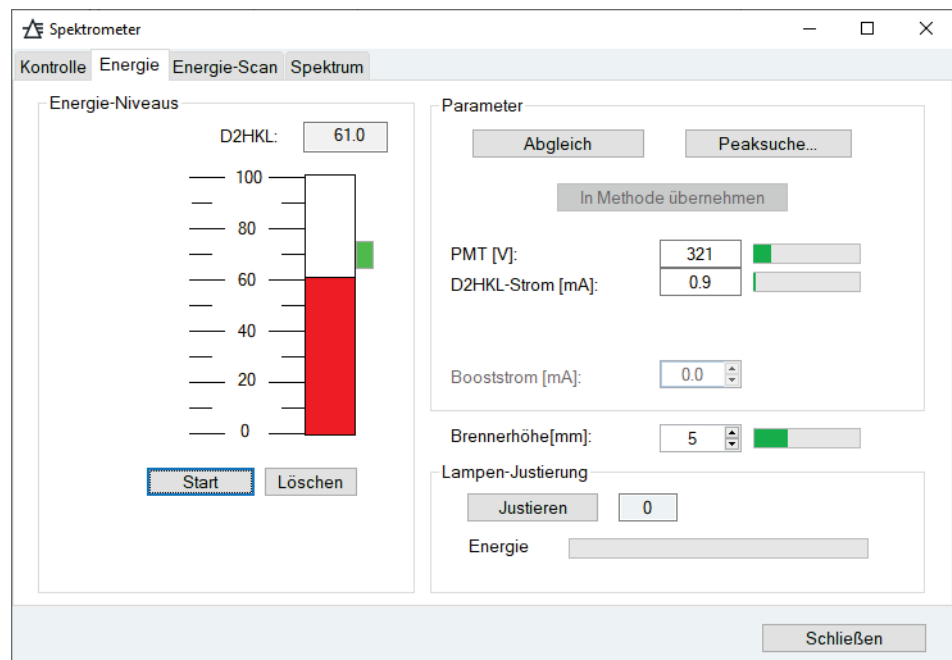 Spektrometer
Kontrolle Energie Energie-Scan Spektrum
Energie-Niveaus
D2HKL: 61.0
100
80
60
40
20
0
Start Löschen
Parameter
Abgleich Peaksuche...
In Methode übernehmen
PMT [V]: 321
D2HKL-Strom [mA]: 0.9
Booststrom [mA]: 0.0
Brennerhöhe[mm]: 5
Lampen-Justierung
Justieren 0
Energie
Schließen